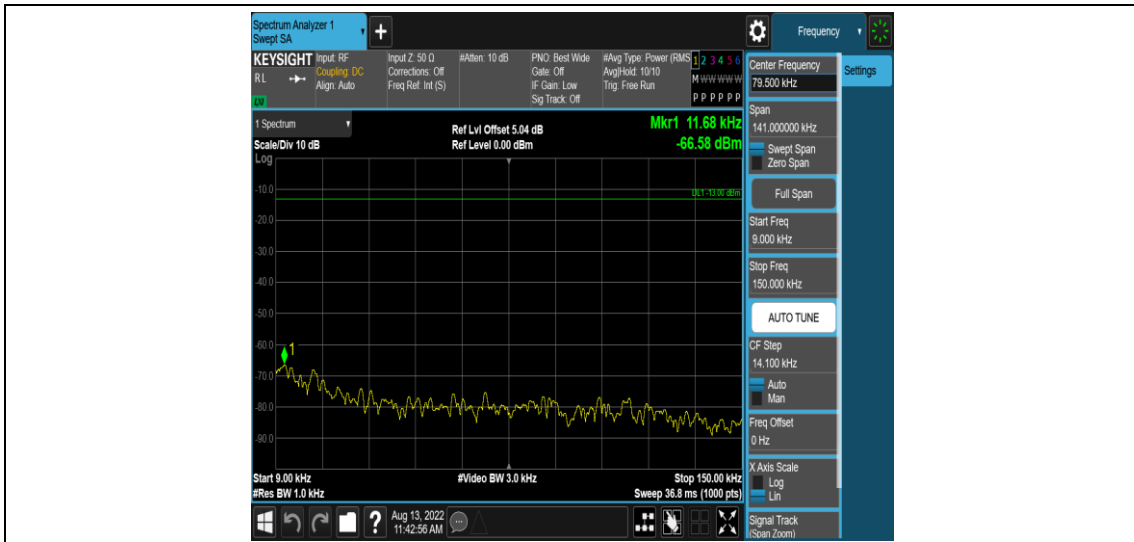 Spectrum Analyzer 1
Swept SA
+
Frequency
KEYSIGHT
RL
LM
Input: RF
Coupling: DC
Align: Auto
Input Z: 50 Ω
Corrections: Off
Freq Ref: Int (S)
#Atten: 10 dB
PNO: Best Wide
Gate: Off
IF Gain: Low
Sig Track: Off
#Avg Type: Power (RMS
Avg|Hold: 10/10
Trig: Free Run
1 2 3 4 5 6
M W W W W W
P P P P P P
1 Spectrum
Scale/Div 10 dB
Ref Lvl Offset 5.04 dB
Ref Level 0.00 dBm
Mkr1 11.68 kHz
-66.58 dBm
Log
DL1 -13.00 dBm
-10.0
-20.0
-30.0
-40.0
-50.0
-60.0
1
-70.0
-80.0
-90.0
Start 9.00 kHz
#Res BW 1.0 kHz
#Video BW 3.0 kHz
Stop 150.00 kHz
Sweep 36.8 ms (1000 pts)
?
Aug 13, 2022
11:42:56 AM
Center Frequency
79.500 kHz
Settings
Span
141.000000 kHz
Swept Span
Zero Span
Full Span
Start Freq
9.000 kHz
Stop Freq
150.000 kHz
AUTO TUNE
CF Step
14.100 kHz
Auto
Man
Freq Offset
0 Hz
X Axis Scale
Log
Lin
Signal Track
(Span Zoom)